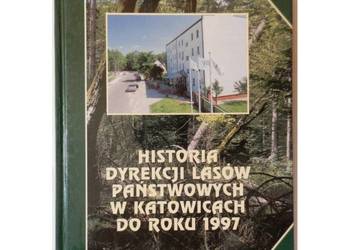 HISTORIA
DYREKCJI LASÓW
PAŃSTWOWYCH
W KATOWICACH
DO ROKU 1997